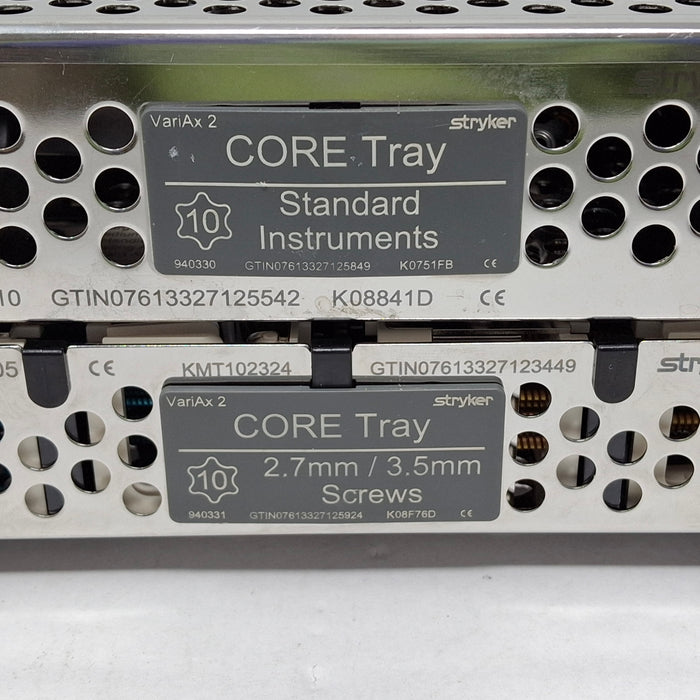 VariAx 2 stryker
CORE Tray
10 Standard
Instruments
940330 GTIN07613327125849 K0751FB CE
10 GTIN07613327125542 K08841D CE
05 CE KMT102324 GTIN07613327123449 str
VariAx 2 stryker
CORE Tray
10 2.7mm / 3.5mm
Screws
940331 GTIN07613327125924 K08F76D CE